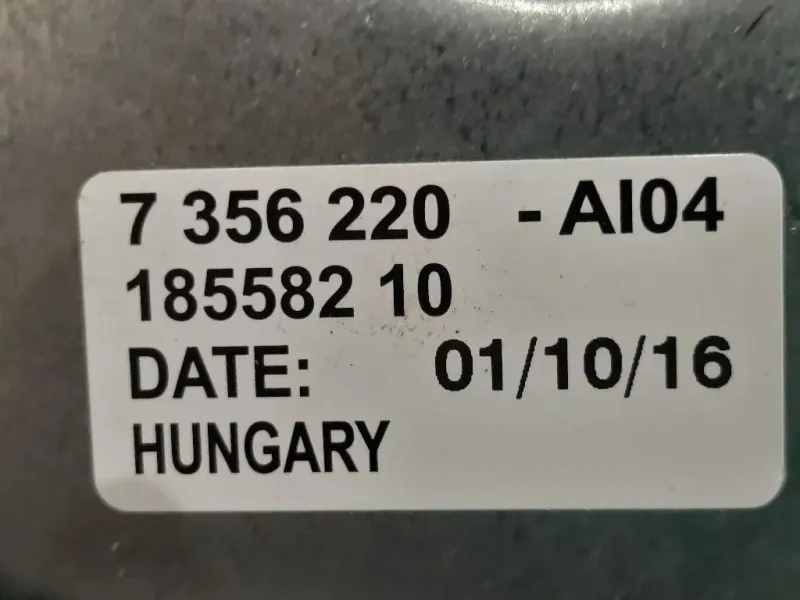 7 356 220 - AI04
185582 10
DATE: 01/10/16
HUNGARY